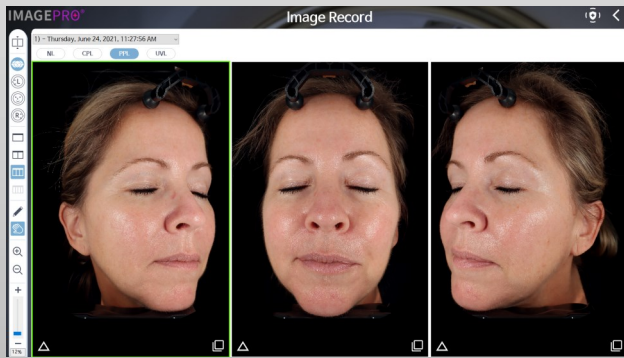 IMAGEPRO®
Image Record
1) - Thursday, June 24, 2021, 11:27:56 AM
NL CPL PPL UVL
L
R
12%